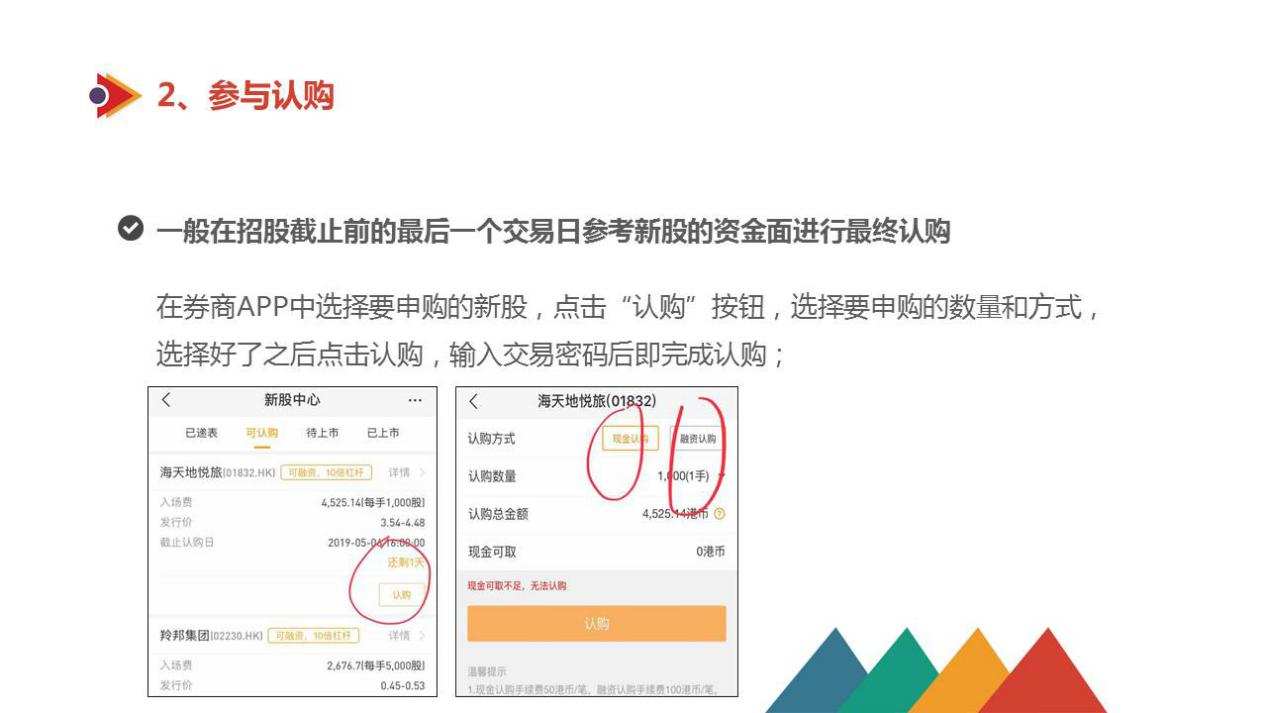 2、参与认购
一般在招股截止前的最后一个交易日参考新股的资金面进行最终认购
在券商APP中选择要申购的新股，点击“认购”按钮，选择要申购的数量和方式，
选择好了之后点击认购，输入交易密码后即完成认购；
新股中心 ...
已递表 可认购 待上市 已上市
海天地悦旅[01832.HK] 可融资，10倍杠杆 详情
入场费 4,525.14[每手1,000股]
发行价 3.54-4.48
截止认购日 2019-05-06 16:00:00
还剩1天
认购
羚邦集团[02230.HK] 可融资，10倍杠杆 详情
入场费 2,676.7[每手5,000股]
发行价 0.45-0.53
海天地悦旅(01832)
认购方式 现金认购 融资认购
认购数量 1,000(1手)
认购总金额 4,525.14港币 ?
现金可取 0港币
现金可取不足，无法认购
认购
温馨提示
1.现金认购手续费50港币/笔，融资认购手续费100港币/笔，